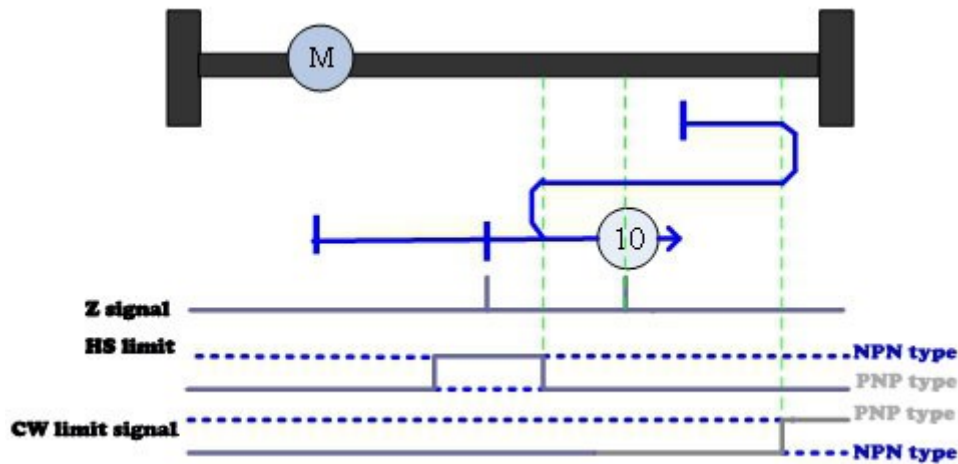 M
10
Z signal
HS limit
NPN type
PNP type
PNP type
CW limit signal
NPN type